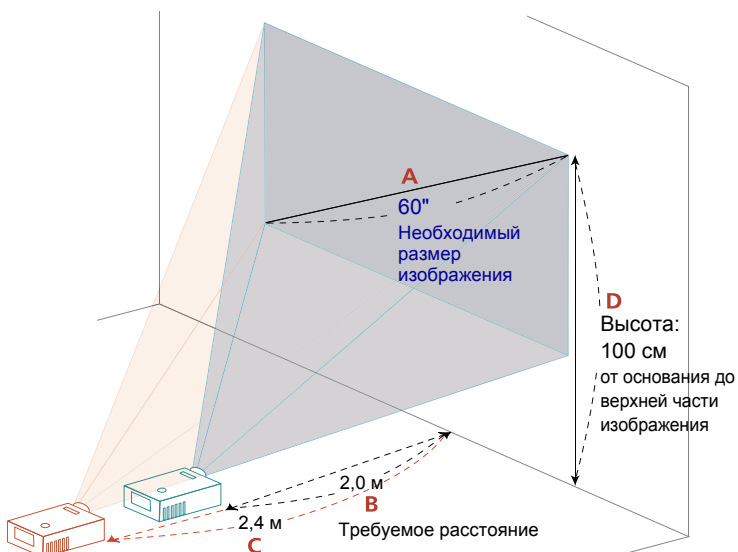 A
60"
Необходимый
размер
изображения
D
Высота:
100 см
от основания до
верхней части
изображения
2,0 м
B
2,4 м
Требуемое расстояние
C